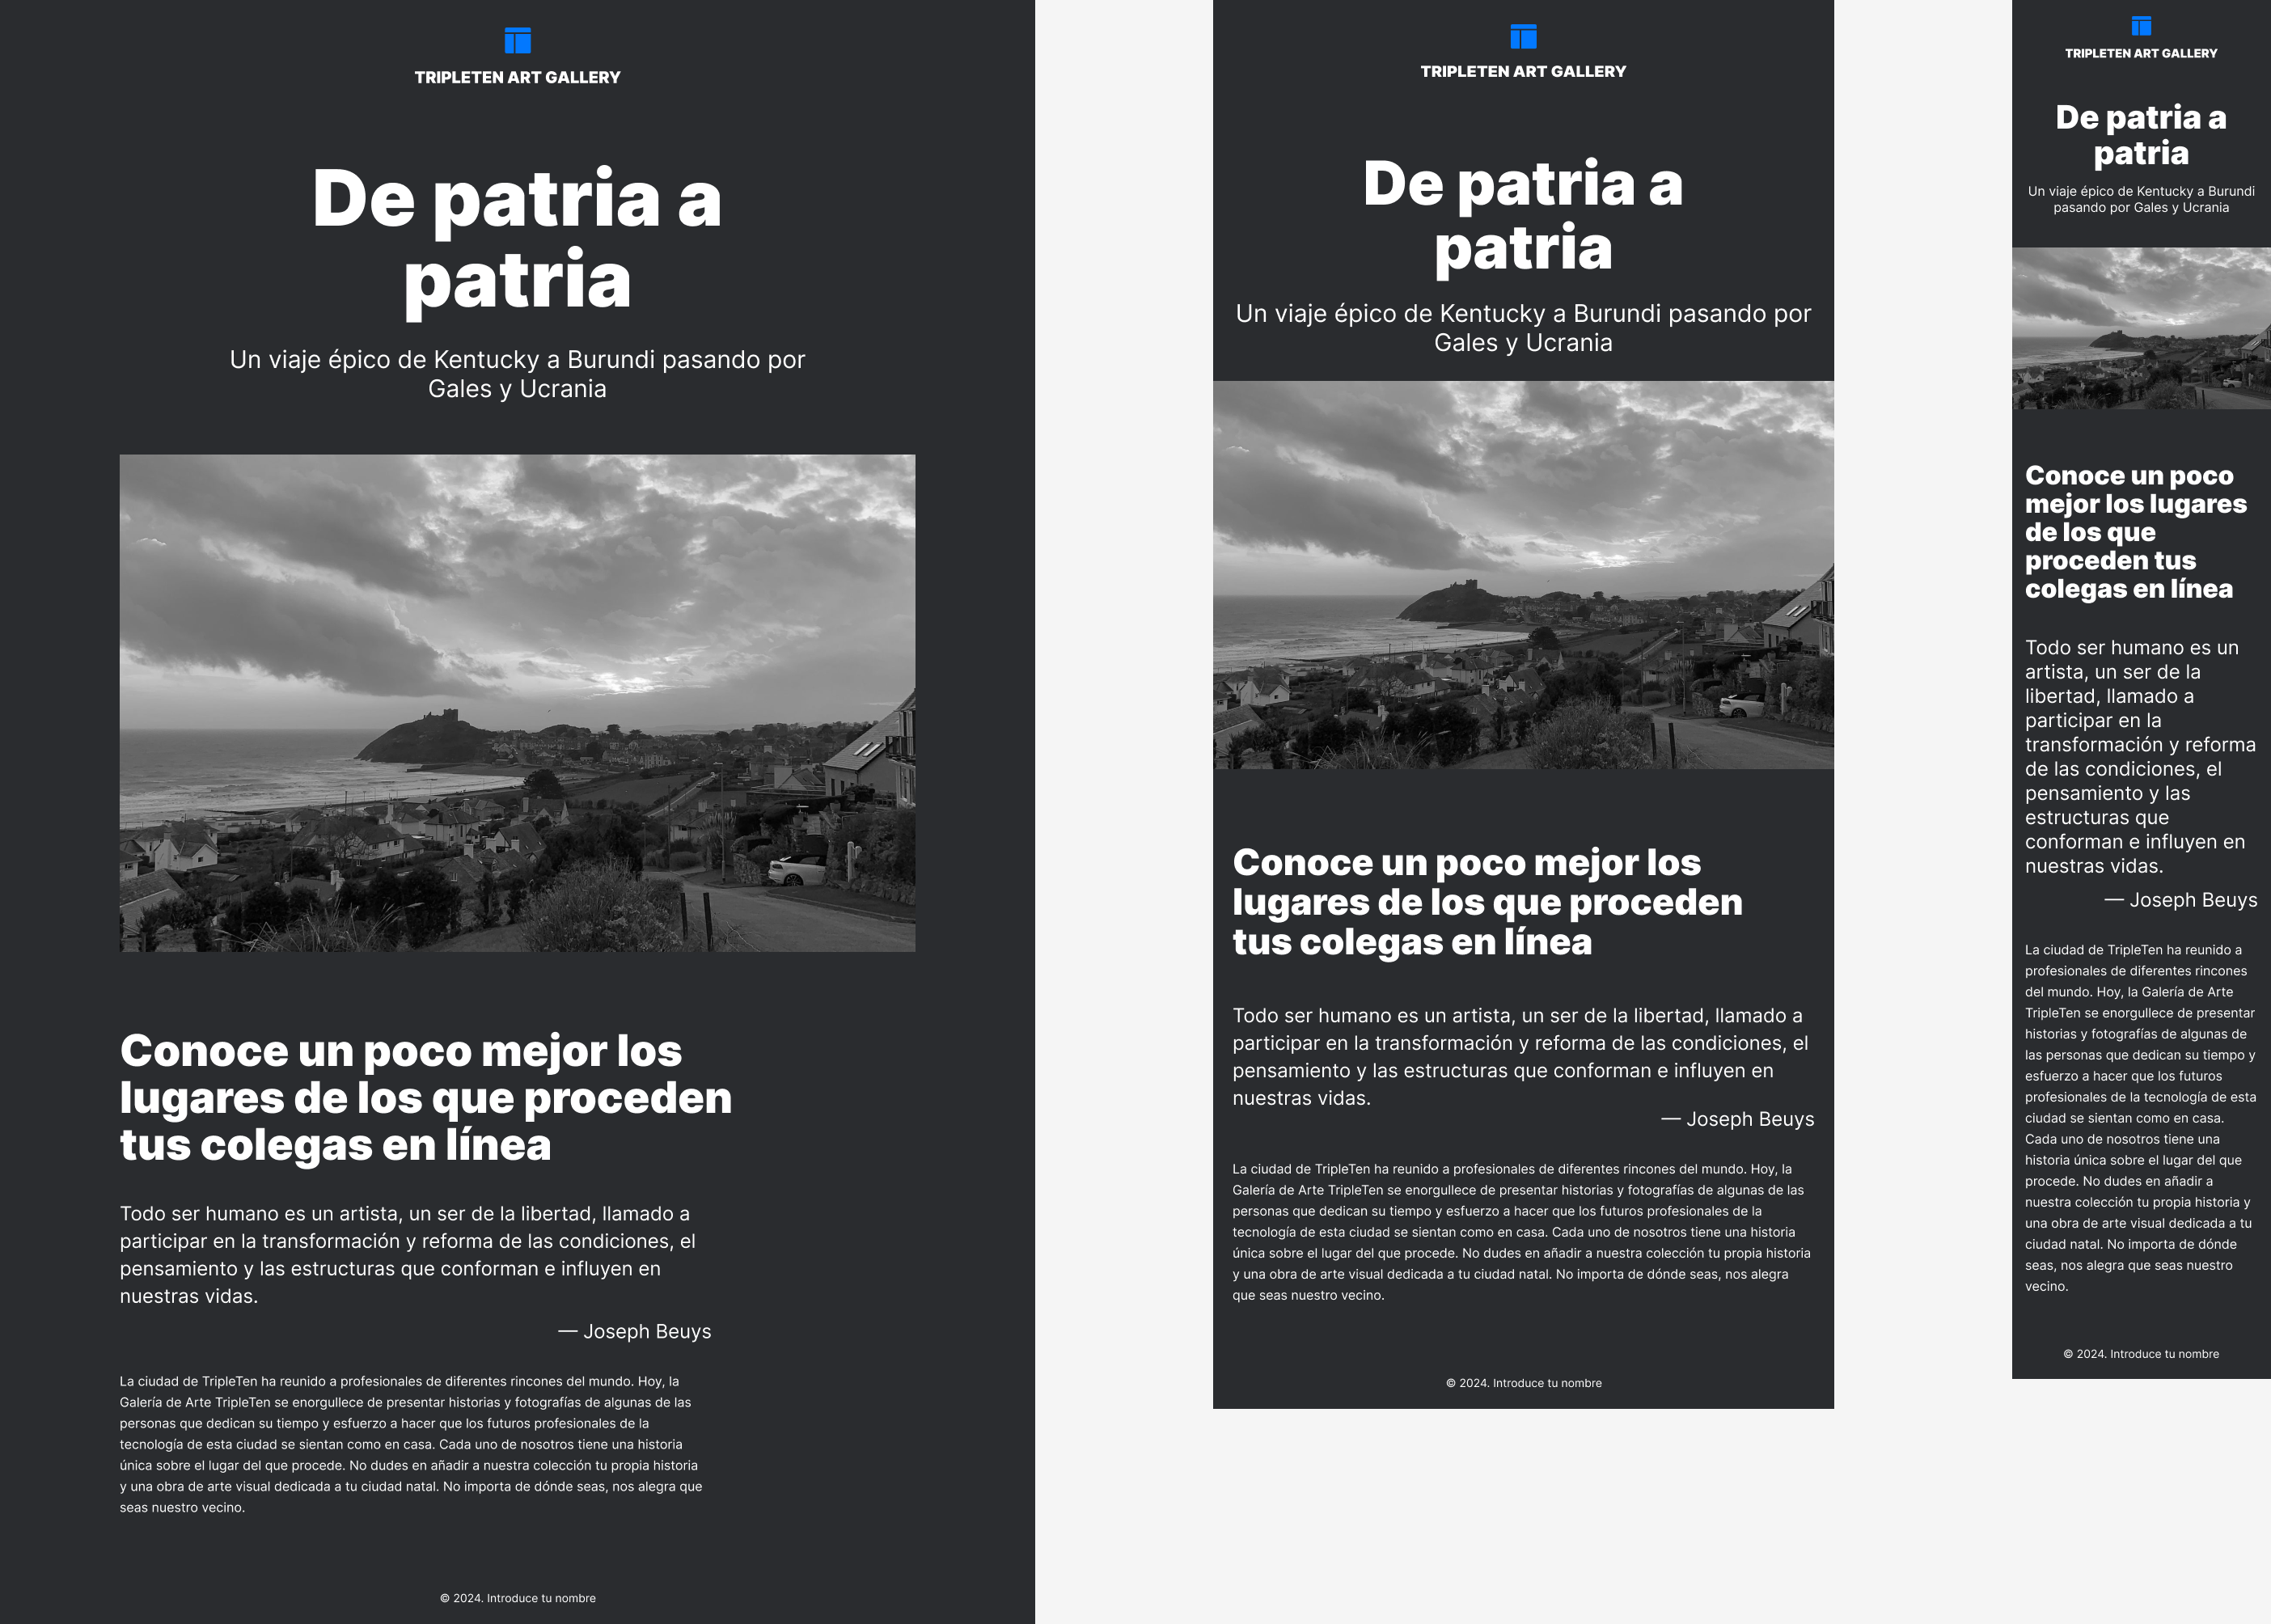 TRIPLETEN ART GALLERY
De patria a
patria
Un viaje épico de Kentucky a Burundi pasando por
Gales y Ucrania
Conoce un poco mejor los
lugares de los que proceden
tus colegas en línea
Todo ser humano es un artista, un ser de la libertad, llamado a
participar en la transformación y reforma de las condiciones, el
pensamiento y las estructuras que conforman e influyen en
nuestras vidas.
— Joseph Beuys
La ciudad de TripleTen ha reunido a profesionales de diferentes rincones del mundo. Hoy, la
Galería de Arte TripleTen se enorgullece de presentar historias y fotografías de algunas de las
personas que dedican su tiempo y esfuerzo a hacer que los futuros profesionales de la
tecnología de esta ciudad se sientan como en casa. Cada uno de nosotros tiene una historia
única sobre el lugar del que procede. No dudes en añadir a nuestra colección tu propia historia
y una obra de arte visual dedicada a tu ciudad natal. No importa de dónde seas, nos alegra que
seas nuestro vecino.
© 2024. Introduce tu nombre
TRIPLETEN ART GALLERY
De patria a
patria
Un viaje épico de Kentucky a Burundi pasando por
Gales y Ucrania
Conoce un poco mejor los
lugares de los que proceden
tus colegas en línea
Todo ser humano es un artista, un ser de la libertad, llamado a
participar en la transformación y reforma de las condiciones, el
pensamiento y las estructuras que conforman e influyen en
nuestras vidas.
— Joseph Beuys
La ciudad de TripleTen ha reunido a profesionales de diferentes rincones del mundo. Hoy, la
Galería de Arte TripleTen se enorgullece de presentar historias y fotografías de algunas de las
personas que dedican su tiempo y esfuerzo a hacer que los futuros profesionales de la
tecnología de esta ciudad se sientan como en casa. Cada uno de nosotros tiene una historia
única sobre el lugar del que procede. No dudes en añadir a nuestra colección tu propia historia
y una obra de arte visual dedicada a tu ciudad natal. No importa de dónde seas, nos alegra
que seas nuestro vecino.
© 2024. Introduce tu nombre
TRIPLETEN ART GALLERY
De patria a
patria
Un viaje épico de Kentucky a Burundi
pasando por Gales y Ucrania
Conoce un poco
mejor los lugares
de los que
proceden tus
colegas en línea
Todo ser humano es un
artista, un ser de la
libertad, llamado a
participar en la
transformación y reforma
de las condiciones, el
pensamiento y las
estructuras que
conforman e influyen en
nuestras vidas.
— Joseph Beuys
La ciudad de TripleTen ha reunido a
profesionales de diferentes rincones
del mundo. Hoy, la Galería de Arte
TripleTen se enorgullece de presentar
historias y fotografías de algunas de
las personas que dedican su tiempo y
esfuerzo a hacer que los futuros
profesionales de la tecnología de esta
ciudad se sientan como en casa.
Cada uno de nosotros tiene una
historia única sobre el lugar del que
procede. No dudes en añadir a
nuestra colección tu propia historia y
una obra de arte visual dedicada a tu
ciudad natal. No importa de dónde
seas, nos alegra que seas nuestro
vecino.
© 2024. Introduce tu nombre